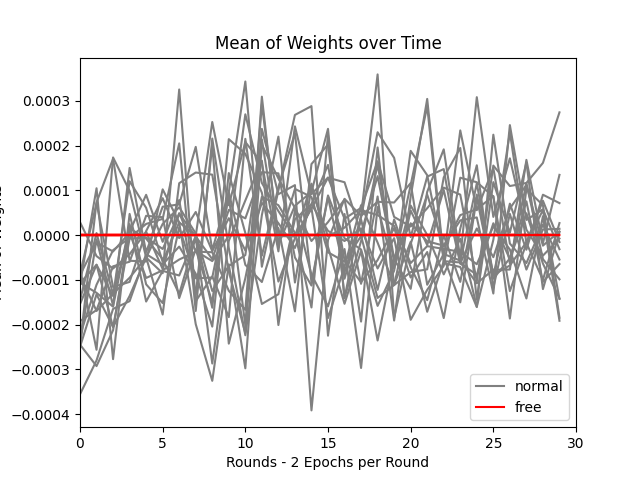 Mean of Weights over Time
0.0003
0.0002
0.0001
0.0000
−0.0001
−0.0002
−0.0003
−0.0004
0 5 10 15 20 25 30
Rounds - 2 Epochs per Round
normal
free